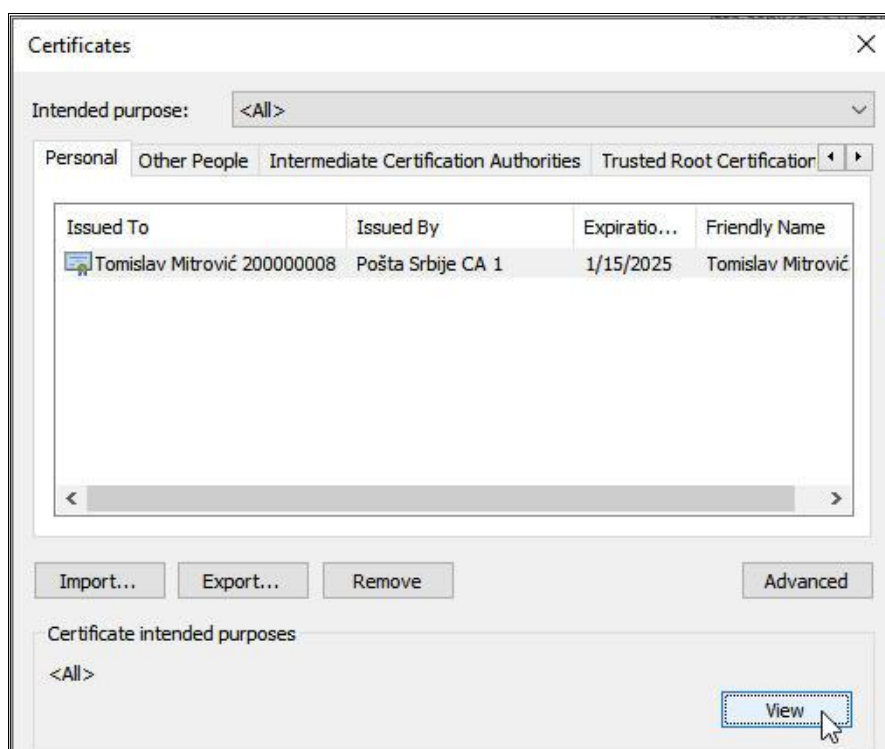 Certificates
Intended purpose: <All>
Personal Other People Intermediate Certification Authorities Trusted Root Certification
Issued To Issued By Expiratio... Friendly Name
Tomislav Mitrović 200000008 Pošta Srbije CA 1 1/15/2025 Tomislav Mitrović
Import... Export... Remove Advanced
Certificate intended purposes
<All>
View